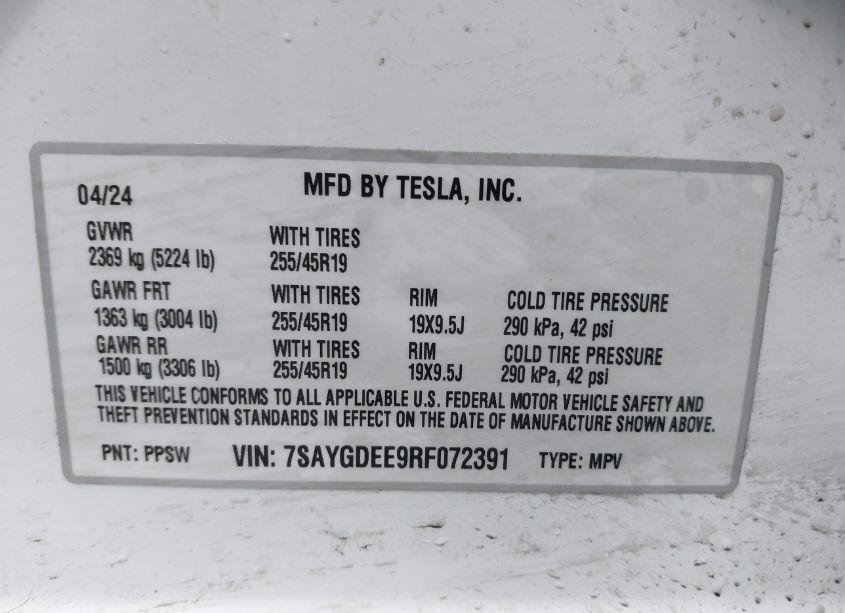 04/24 MFD BY TESLA, INC.
GVWR WITH TIRES
2369 kg (5224 lb) 255/45R19
GAWR FRT WITH TIRES RIM COLD TIRE PRESSURE
1363 kg (3004 lb) 255/45R19 19X9.5J 290 kPa, 42 psi
GAWR RR WITH TIRES RIM COLD TIRE PRESSURE
1500 kg (3306 lb) 255/45R19 19X9.5J 290 kPa, 42 psi
THIS VEHICLE CONFORMS TO ALL APPLICABLE U.S. FEDERAL MOTOR VEHICLE SAFETY AND
THEFT PREVENTION STANDARDS IN EFFECT ON THE DATE OF MANUFACTURE SHOWN ABOVE.
PNT: PPSW VIN: 7SAYGDEE9RF072391 TYPE: MPV